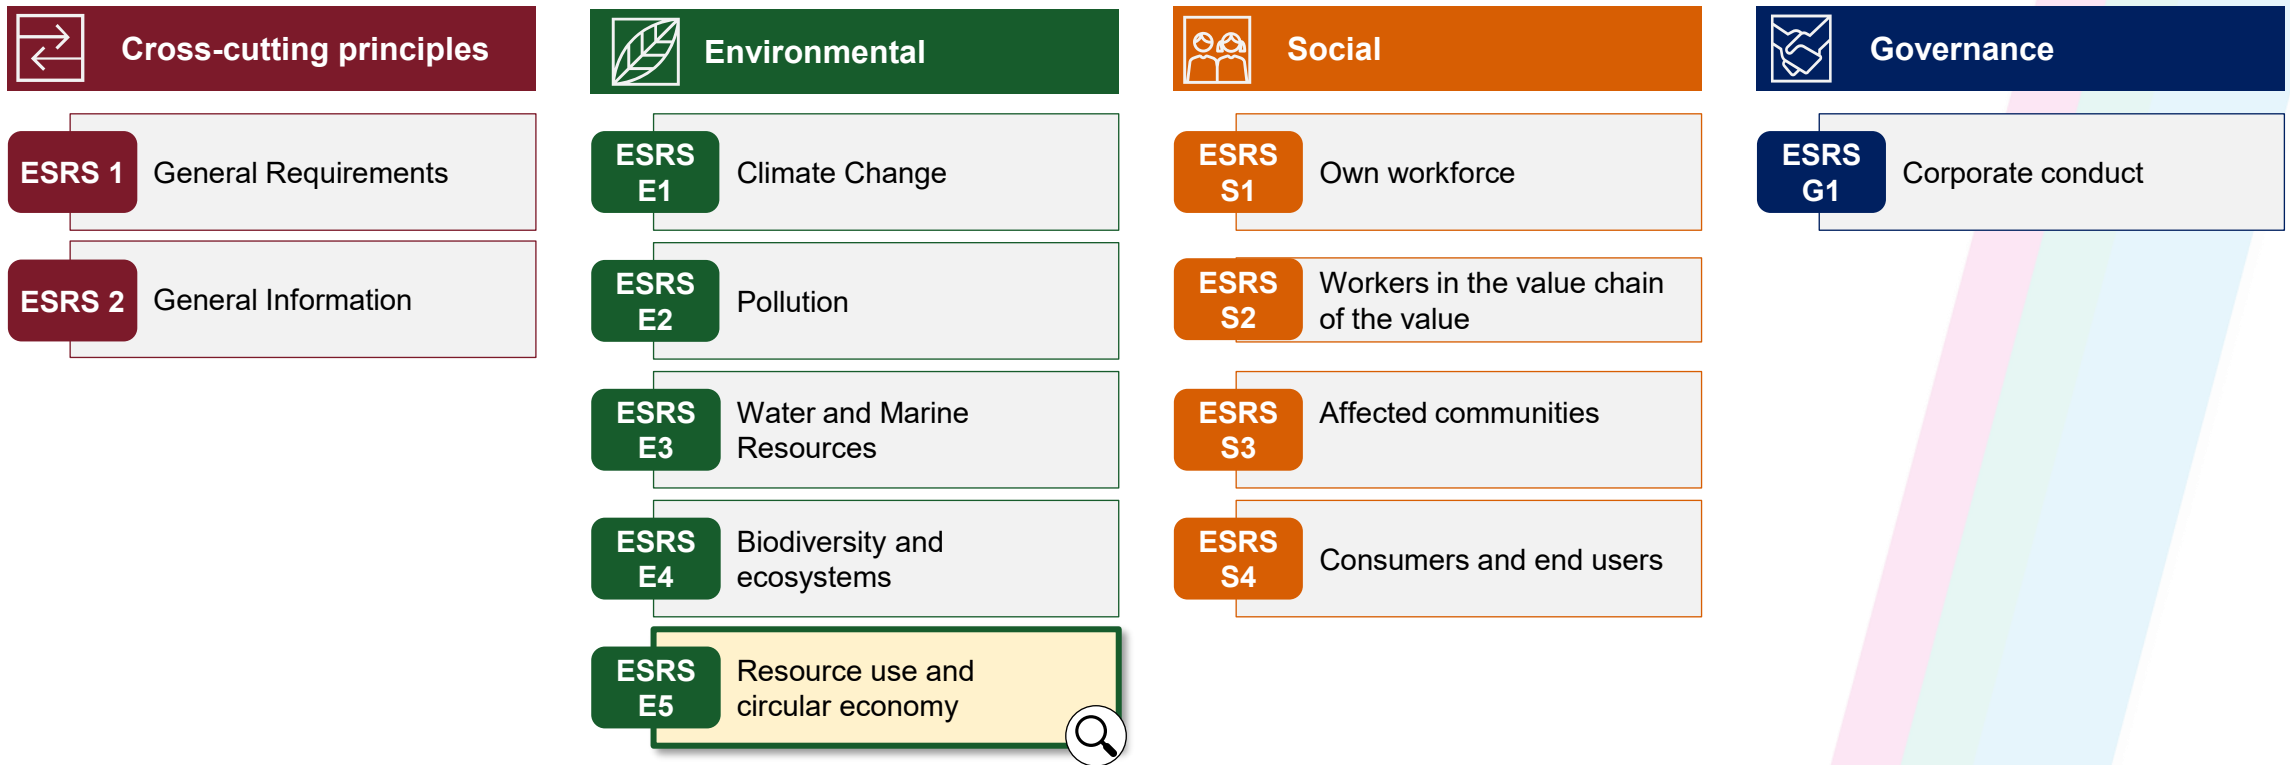 Cross-cutting principles
ESRS 1
General Requirements
ESRS 2
General Information
Environmental
ESRS
E1
Climate Change
ESRS
E2
Pollution
ESRS
E3
Water and Marine
Resources
ESRS
E4
Biodiversity and
ecosystems
ESRS
E5
Resource use and
circular economy
Social
ESRS
S1
Own workforce
ESRS
S2
Workers in the value chain
of the value
ESRS
S3
Affected communities
ESRS
S4
Consumers and end users
Governance
ESRS
G1
Corporate conduct